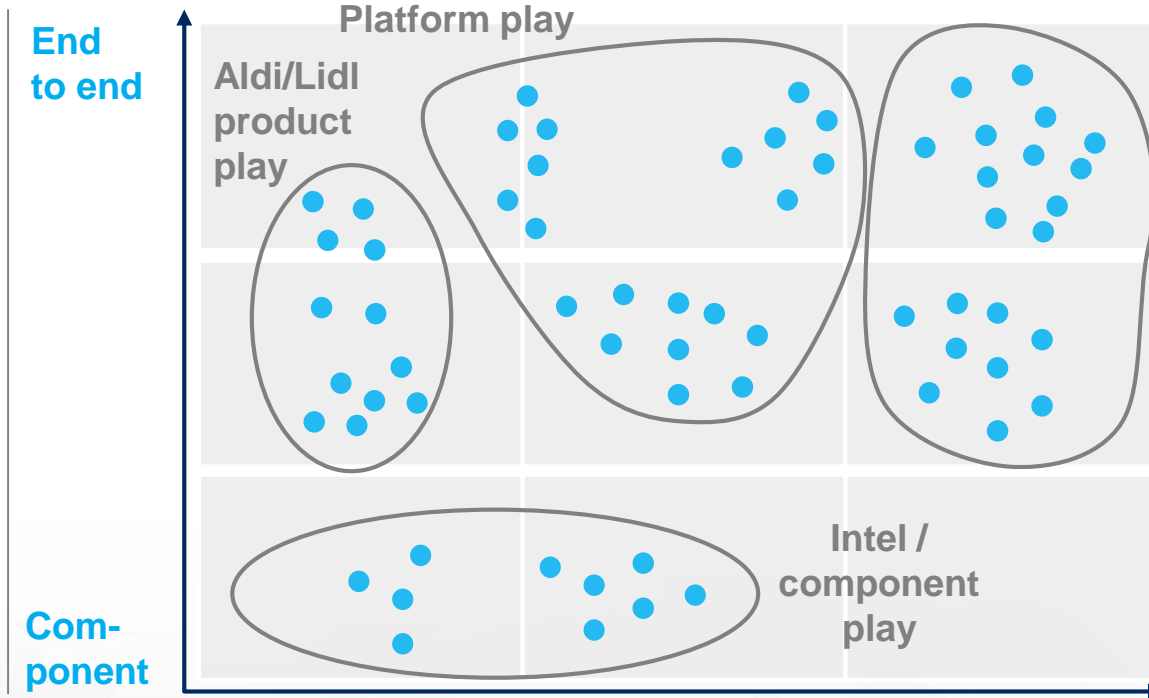 Platform play
End
to end
Aldi/Lidl
product
play
Intel /
component
play
Com-
ponent